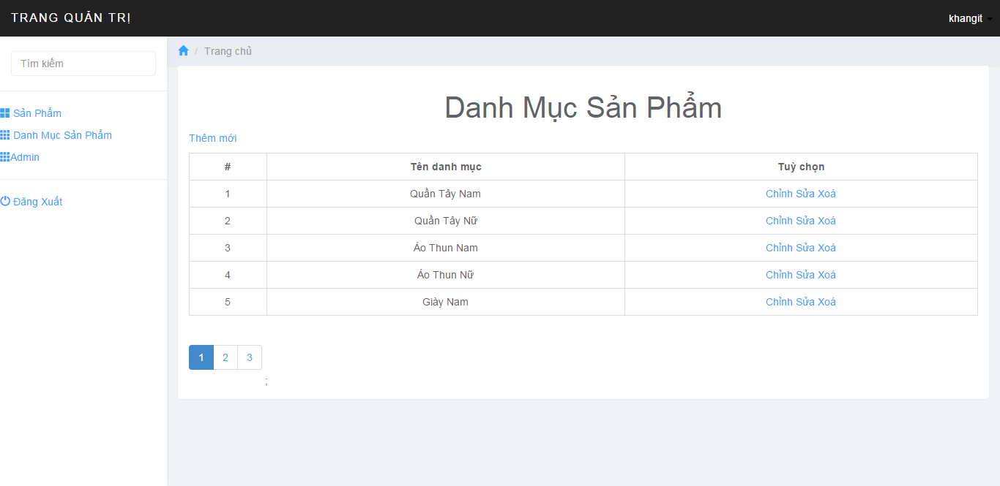 TRANG QUẢN TRỊ
khangit
Tìm kiếm
/ Trang chủ
Sản Phẩm
Danh Mục Sản Phẩm
Admin
Đăng Xuất
Danh Mục Sản Phẩm
Thêm mới
# Tên danh mục Tuỳ chọn
1 Quần Tây Nam Chỉnh Sửa Xoá
2 Quần Tây Nữ Chỉnh Sửa Xoá
3 Áo Thun Nam Chỉnh Sửa Xoá
4 Áo Thun Nữ Chỉnh Sửa Xoá
5 Giày Nam Chỉnh Sửa Xoá
1 2 3
;